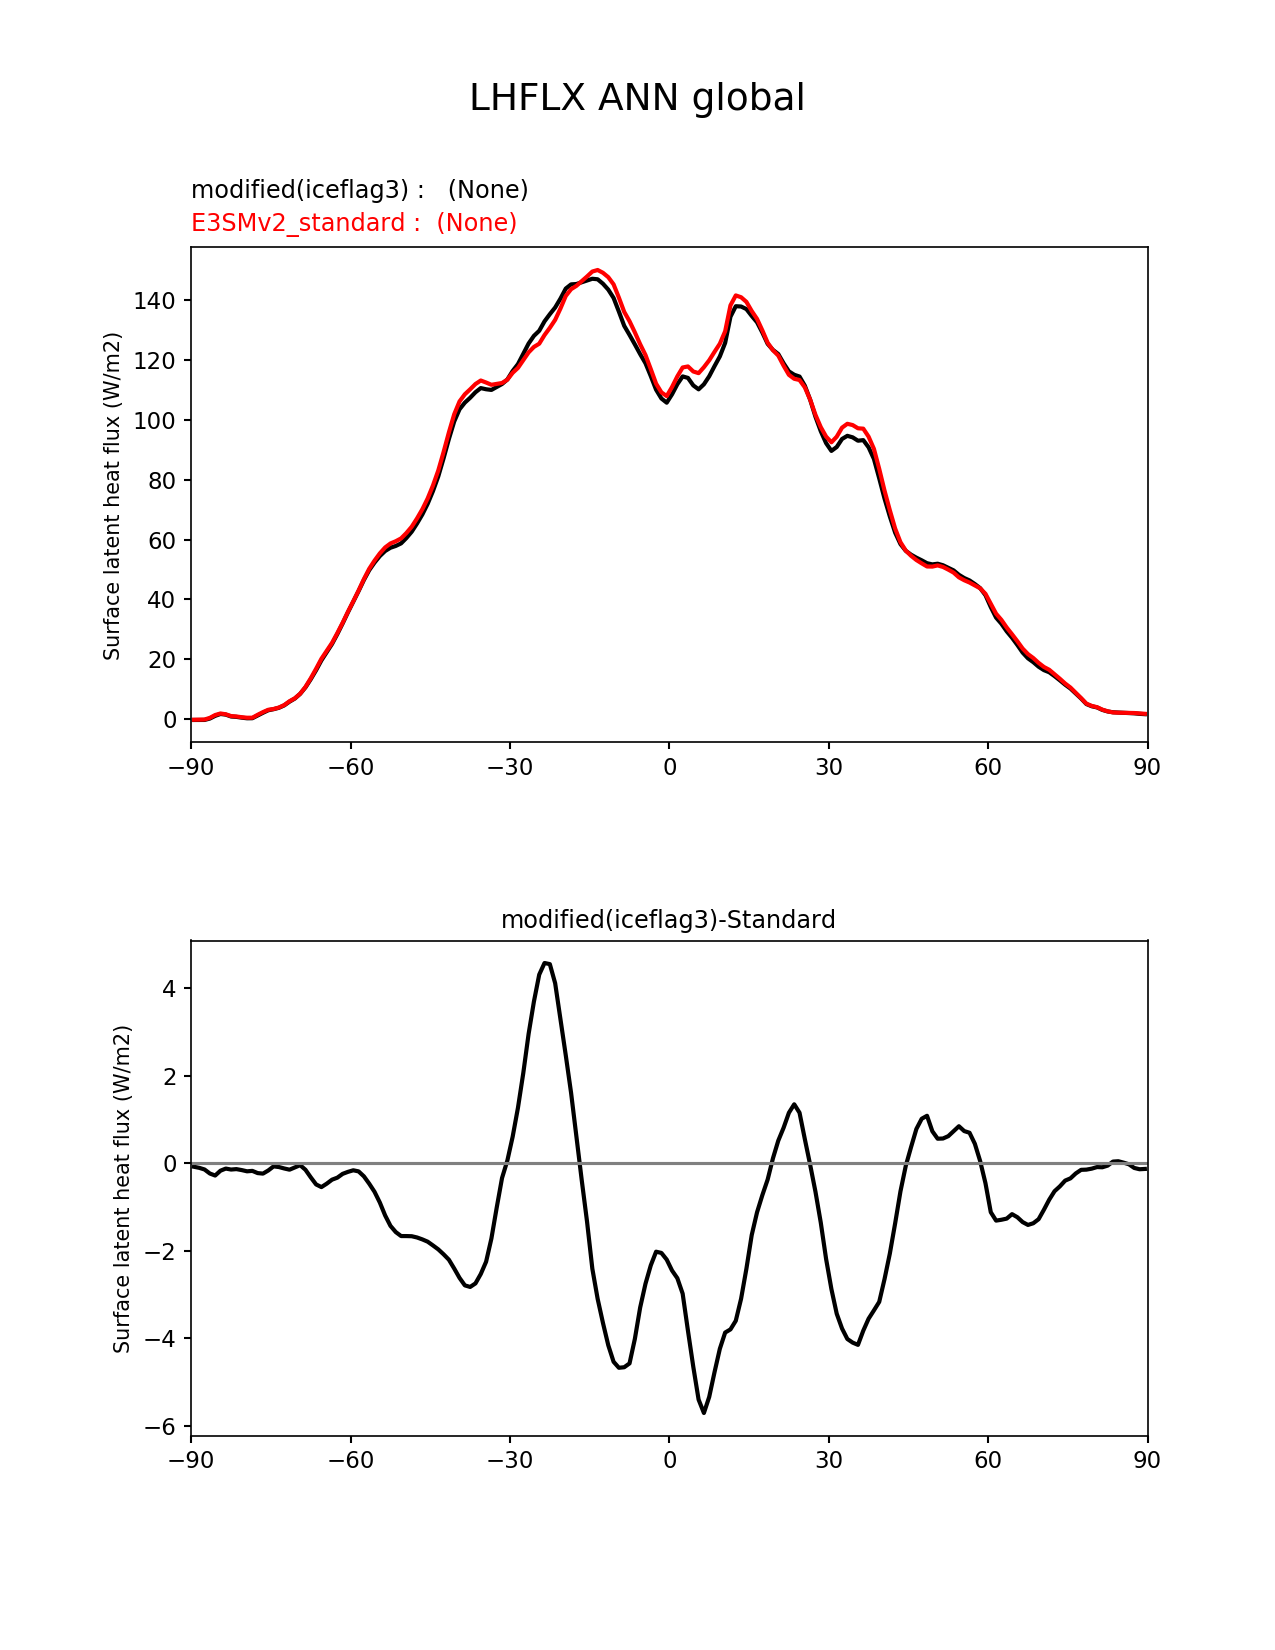 LHFLX ANN global
modified(iceflag3) :   (None)
E3SMv2_standard :  (None)
Surface latent heat flux (W/m2)
140
120
100
80
60
40
20
0
−90 −60 −30 0 30 60 90
modified(iceflag3)-Standard
Surface latent heat flux (W/m2)
4
2
0
−2
−4
−6
−90 −60 −30 0 30 60 90